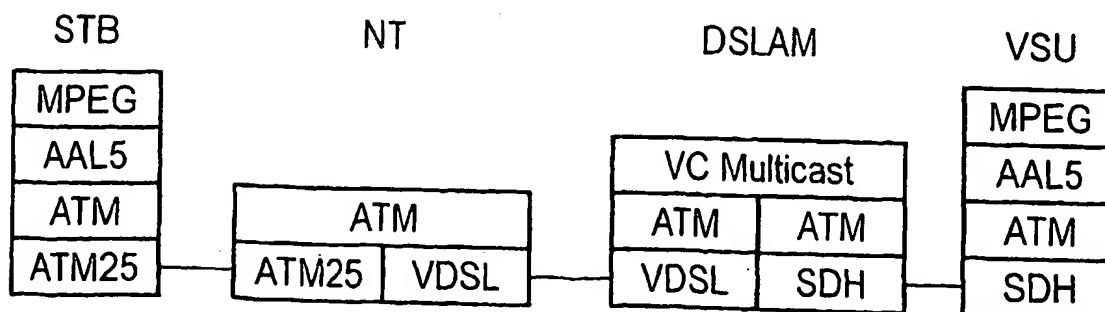 STB NT DSLAM VSU
MPEG MPEG
AAL5 VC Multicast AAL5
ATM ATM ATM ATM ATM
ATM25 ATM25 VDSL VDSL SDH SDH